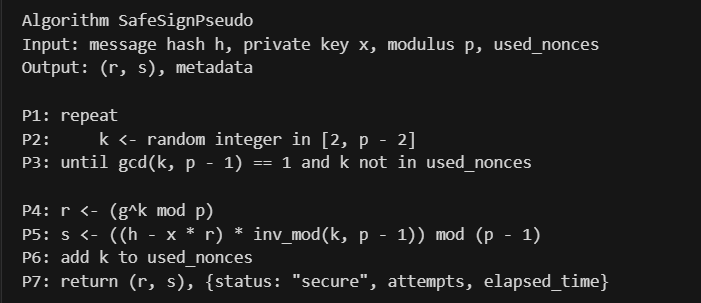 Algorithm SafeSignPseudo
Input: message hash h, private key x, modulus p, used_nonces
Output: (r, s), metadata

P1: repeat
P2:     k <- random integer in [2, p - 2]
P3: until gcd(k, p - 1) == 1 and k not in used_nonces

P4: r <- (g^k mod p)
P5: s <- ((h - x * r) * inv_mod(k, p - 1)) mod (p - 1)
P6: add k to used_nonces
P7: return (r, s), {status: "secure", attempts, elapsed_time}